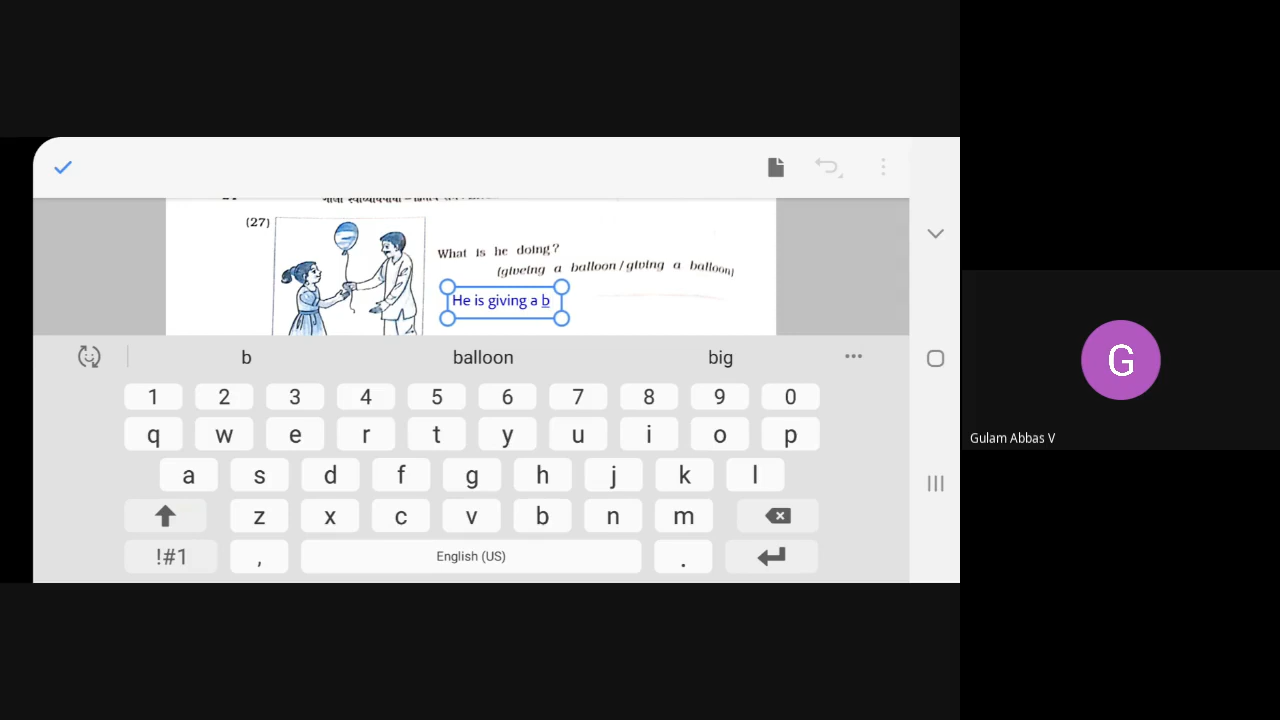 (27)
What is he doing?
(giveing a balloon / giving a balloon)
He is giving a b
b balloon big
1 2 3 4 5 6 7 8 9 0
q w e r t y u i o p
a s d f g h j k l
z x c v b n m
!#1 , English (US) .
G
Gulam Abbas V